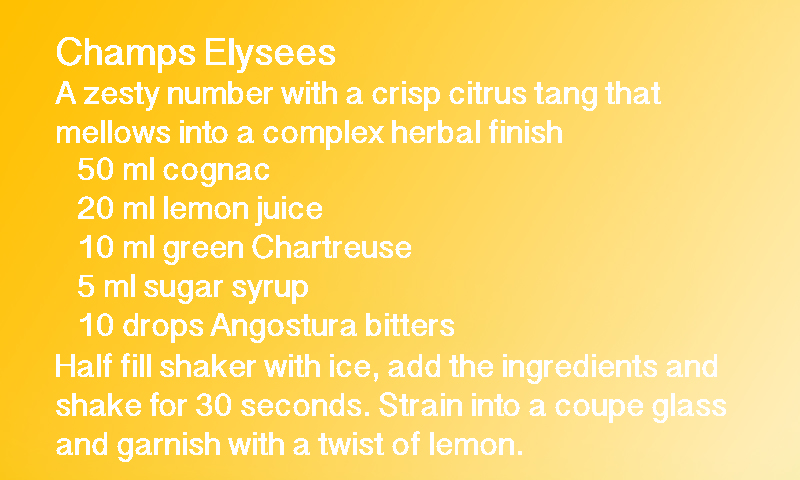 Champs Elysees
A zesty number with a crisp citrus tang that
mellows into a complex herbal finish
50 ml cognac
20 ml lemon juice
10 ml green Chartreuse
5 ml sugar syrup
10 drops Angostura bitters
Half fill shaker with ice, add the ingredients and
shake for 30 seconds. Strain into a coupe glass
and garnish with a twist of lemon.